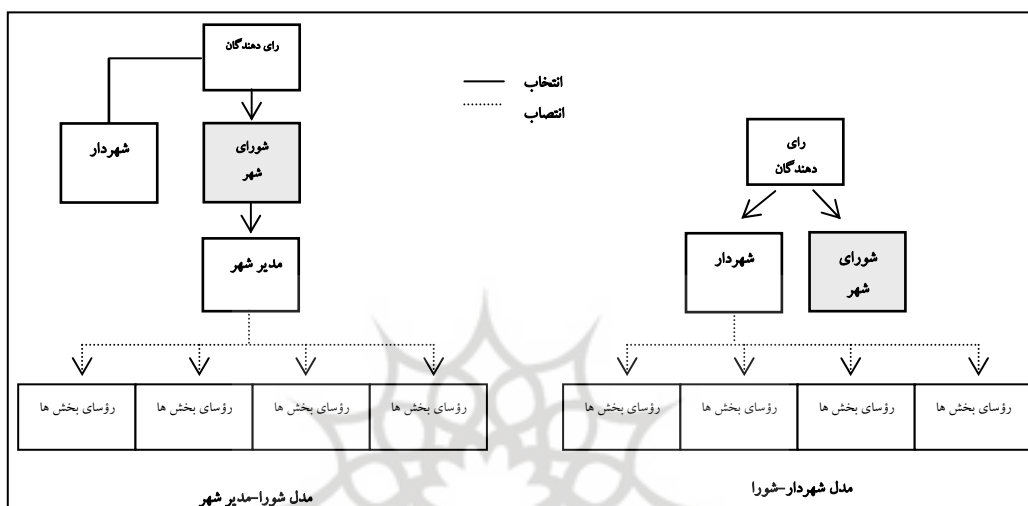 رای دهندگان
انتخاب
انتصاب
شهردار
شورای
شهر
مدیر شهر
رؤسای بخش ها
رؤسای بخش ها
رؤسای بخش ها
رؤسای بخش ها
مدل شورا–مدیر شهر
رای
دهندگان
شهردار
شورای
شهر
رؤسای بخش ها
رؤسای بخش ها
رؤسای بخش ها
رؤسای بخش ها
مدل شهردار–شورا